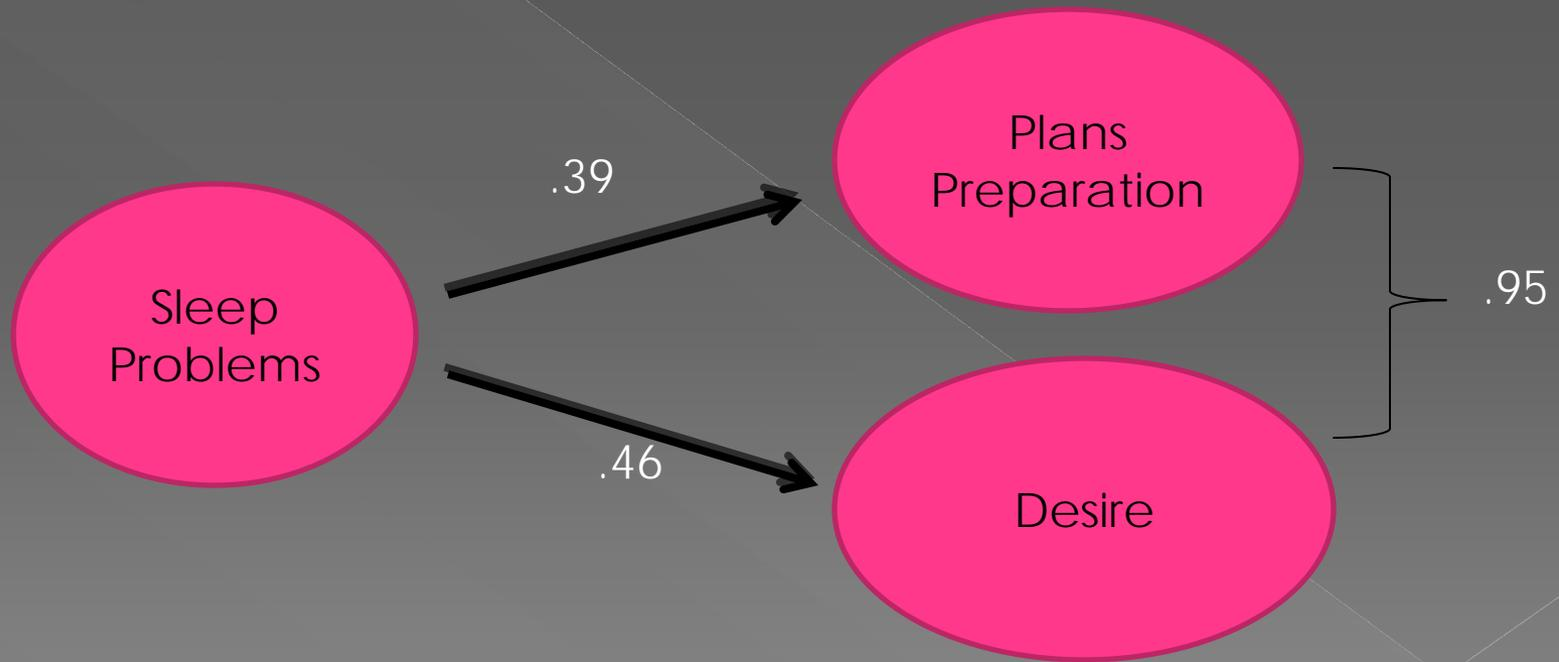 Sleep
Problems
.39
.46
Plans
Preparation
Desire
.95